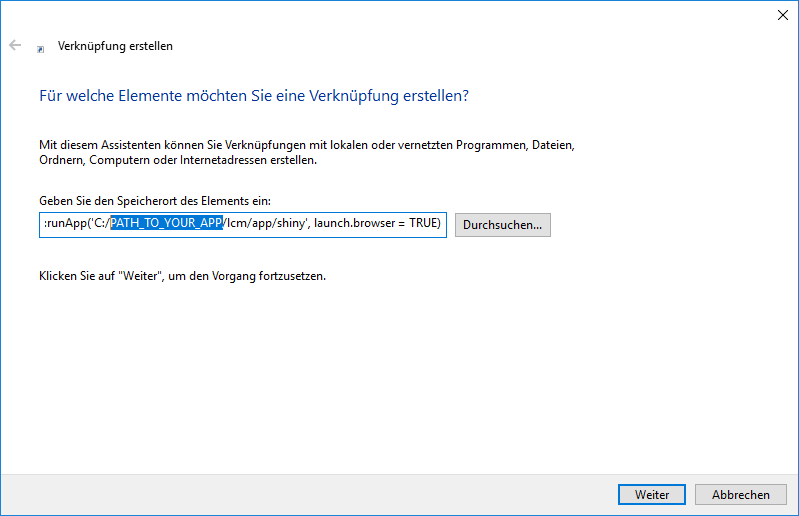 Verknüpfung erstellen
Für welche Elemente möchten Sie eine Verknüpfung erstellen?
Mit diesem Assistenten können Sie Verknüpfungen mit lokalen oder vernetzten Programmen, Dateien,
Ordnern, Computern oder Internetadressen erstellen.
Geben Sie den Speicherort des Elements ein:
:runApp('C:/PATH_TO_YOUR_APP/lcm/app/shiny', launch.browser = TRUE)
Durchsuchen...
Klicken Sie auf "Weiter", um den Vorgang fortzusetzen.
Weiter
Abbrechen